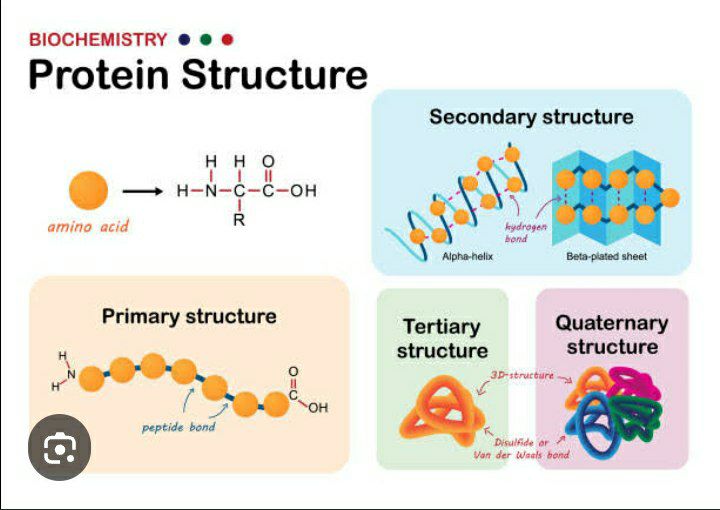 BIOCHEMISTRY
Protein Structure
amino acid
H H O
H-N-C-C-OH
R
Secondary structure
hydrogen
bond
Alpha-helix
Beta-plated sheet
Primary structure
H
N
H
peptide bond
O
C
OH
Tertiary
structure
Quaternary
structure
3D-structure
Disulfide or
Van der Waals bond